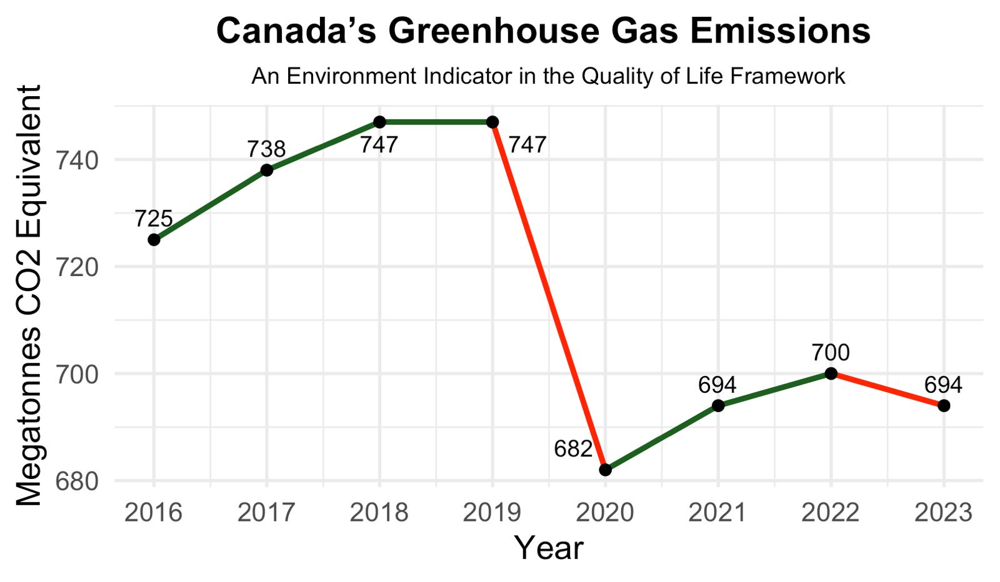 Canada’s Greenhouse Gas Emissions
An Environment Indicator in the Quality of Life Framework
Megatonnes CO2 Equivalent
740
720
700
680
725
738
747
747
682
694
700
694
2016 2017 2018 2019 2020 2021 2022 2023
Year